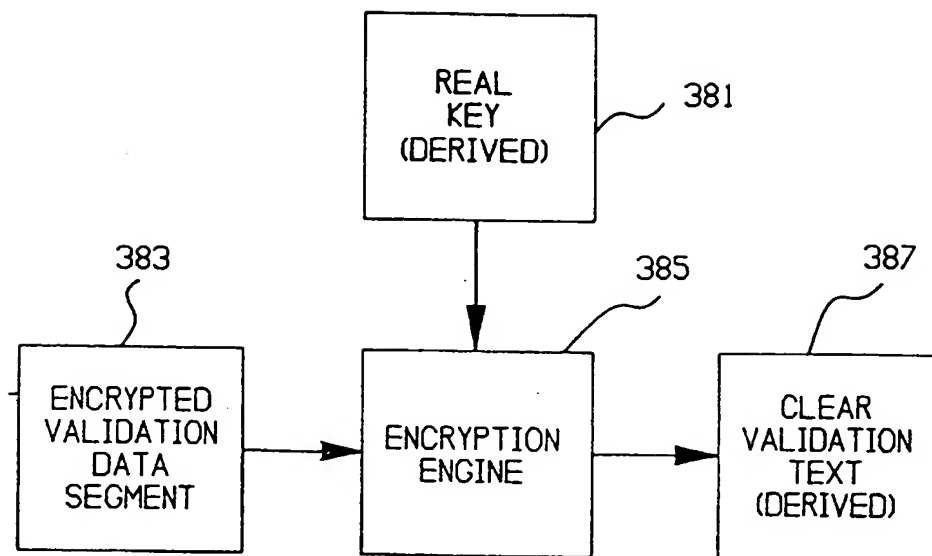 REAL
KEY
(DERIVED)
381
383
385
387
ENCRYPTED
VALIDATION
DATA
SEGMENT
ENCRYPTION
ENGINE
CLEAR
VALIDATION
TEXT
(DERIVED)